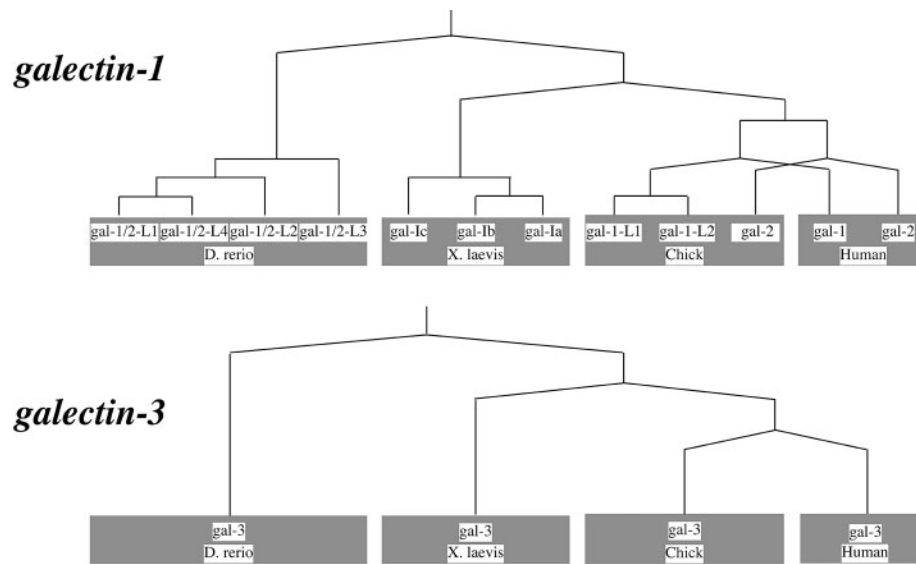 galectin-1
gal-1/2-L1 gal-1/2-L4 gal-1/2-L2 gal-1/2-L3 gal-Ic gal-Ib gal-Ia gal-1-L1 gal-1-L2 gal-2 gal-1 gal-2
D. rerio X. laevis Chick Human
galectin-3
gal-3 gal-3 gal-3 gal-3
D. rerio X. laevis Chick Human